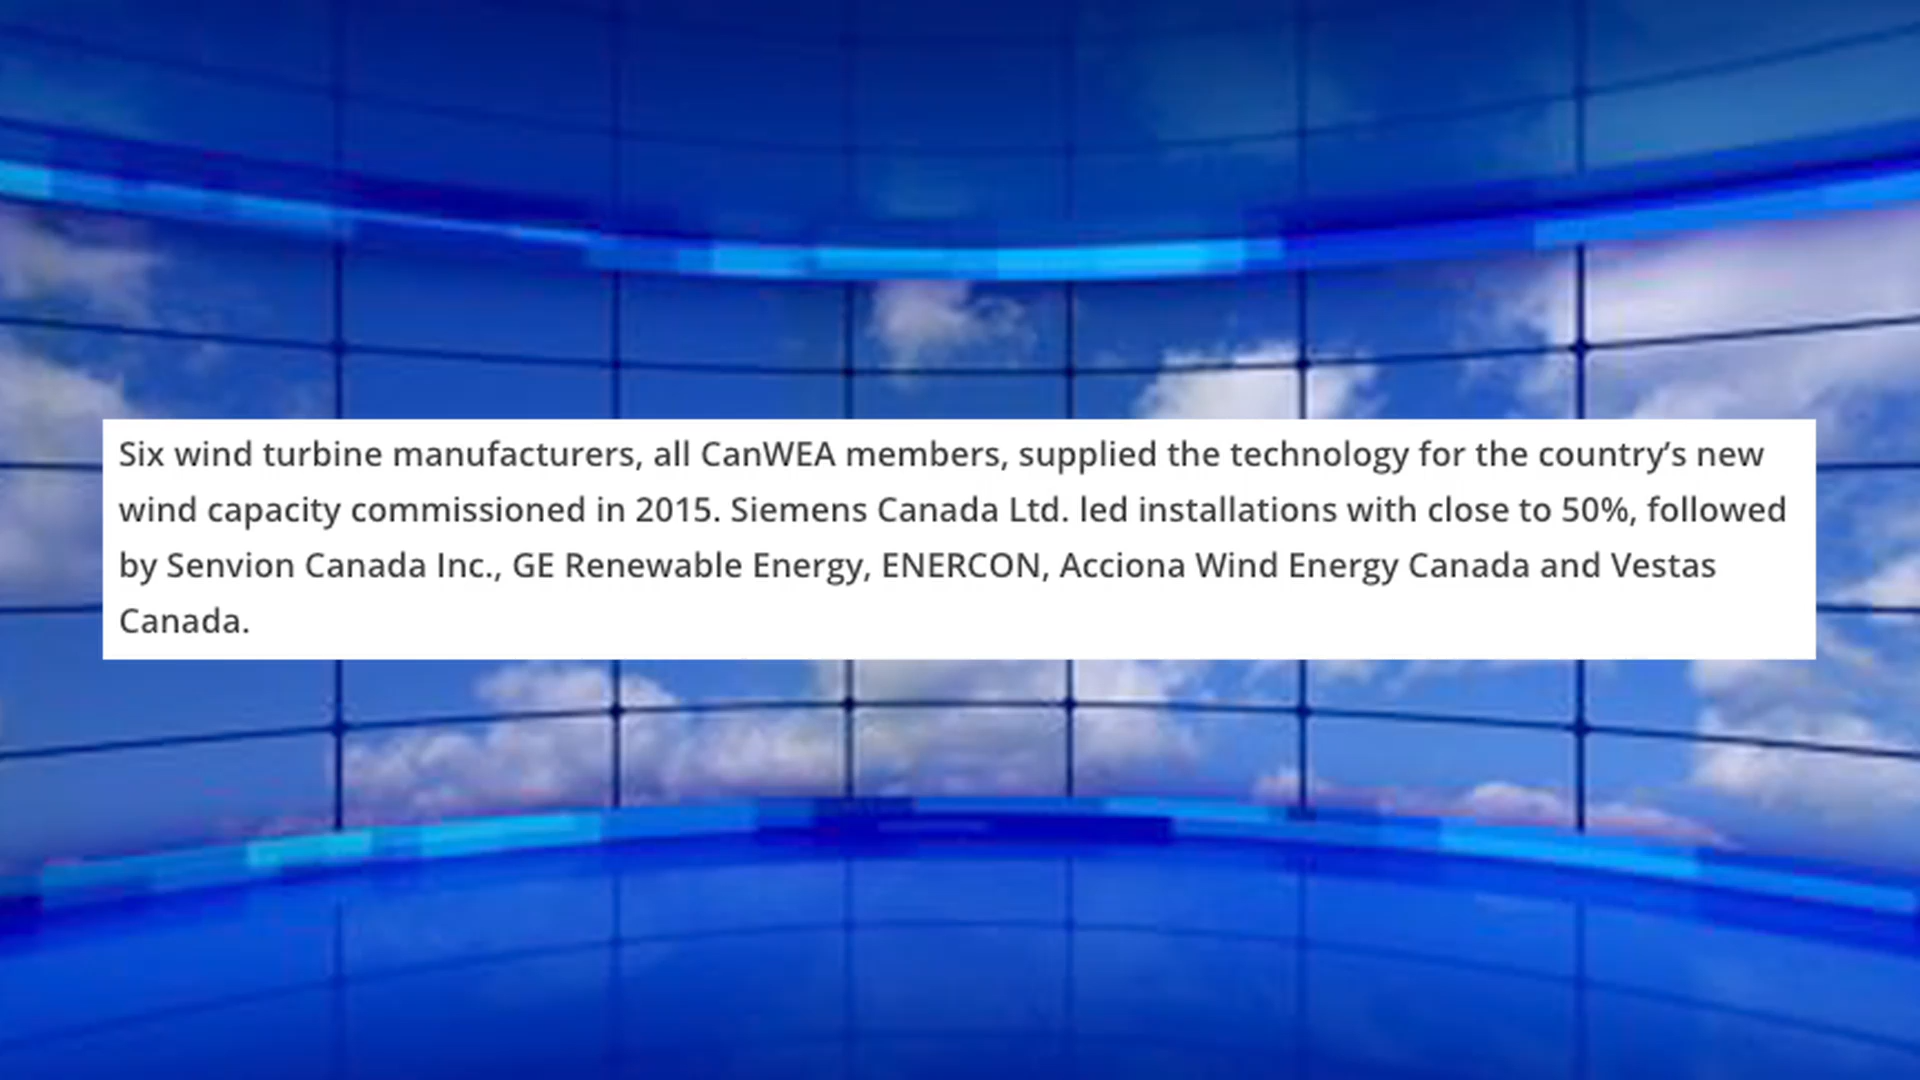 Six wind turbine manufacturers, all CanWEA members, supplied the technology for the country’s new
wind capacity commissioned in 2015. Siemens Canada Ltd. led installations with close to 50%, followed
by Senvion Canada Inc., GE Renewable Energy, ENERCON, Acciona Wind Energy Canada and Vestas
Canada.